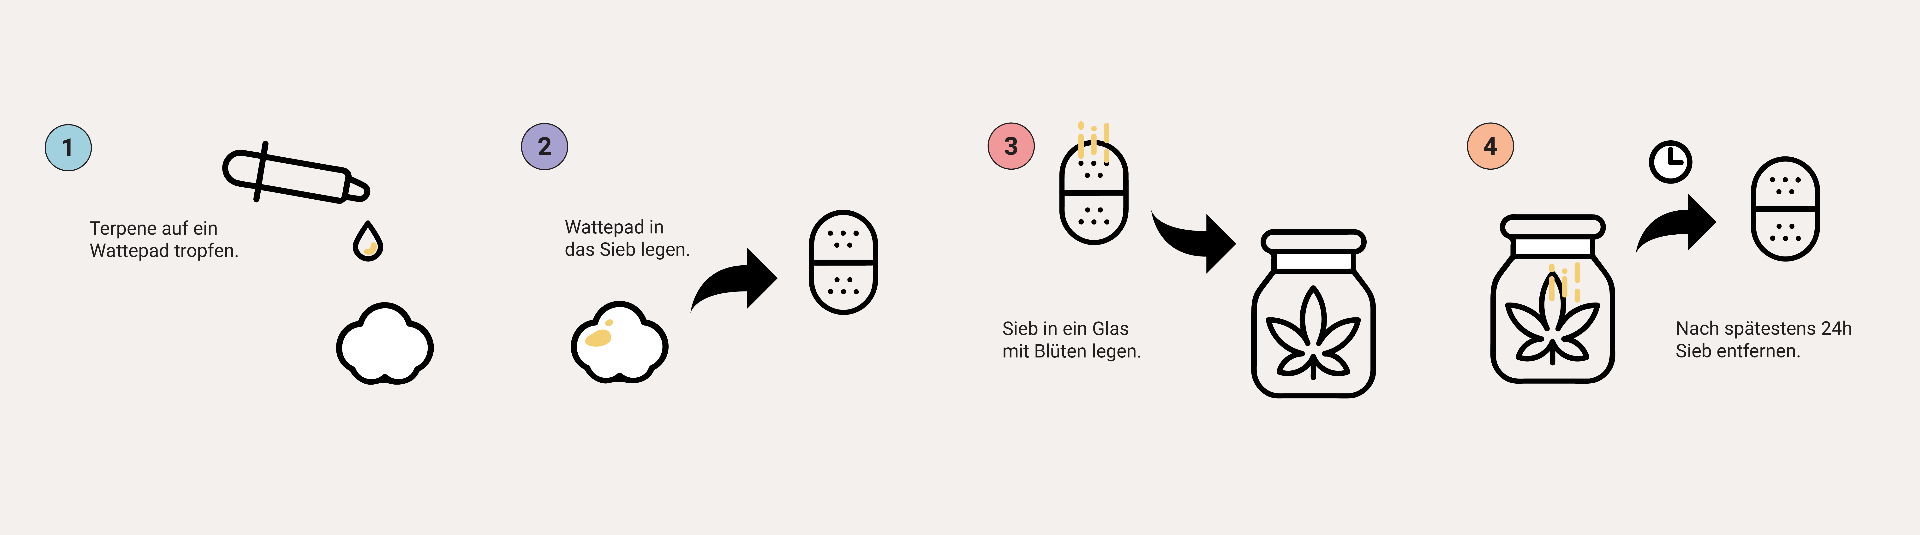 1
Terpene auf ein
Wattepad tropfen.
2
Wattepad in
das Sieb legen.
3
Sieb in ein Glas
mit Blüten legen.
4
Nach spätestens 24h
Sieb entfernen.